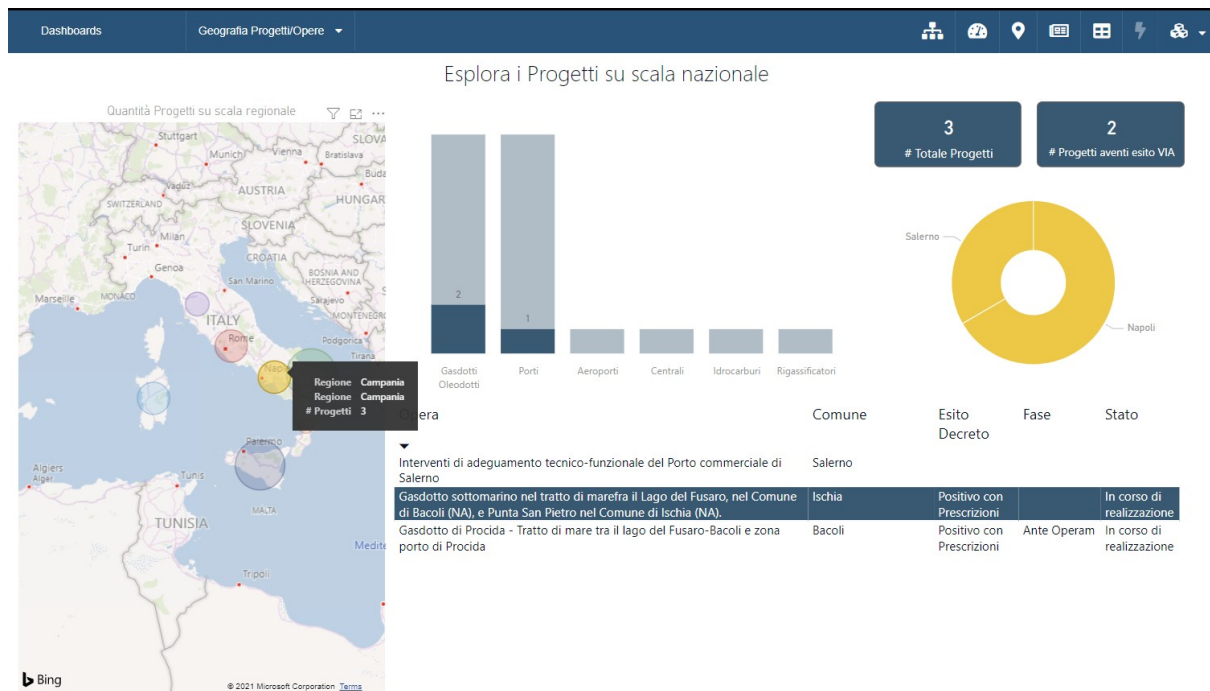 Dashboards
Geografia Progetti/Opere
Esplora i Progetti su scala nazionale
Quantità Progetti su scala regionale
Stuttgart
SLOVA
Munich
Vienna
Bratislava
Vaduz
Buda
AUSTRIA
SWITZERLAND
HUNGAR
SLOVENIA
Milan
Turin
CROATIA
Genoa
BOSNIA AND
HERZEGOVINA
San Marino
Marseille
MONACO
Sarajevo
ITALY
MONTENEGR
Rome
Podgorica
Tirana
Nap
Regione Campania
Regione Campania
# Progetti 3
Palermo
Algiers
Alger
Tunis
MALTA
TUNISIA
Medite
Tripoli
Bing
© 2021 Microsoft Corporation Terms
2
1
Gasdotti
Oleodotti
Porti
Aeroporti
Centrali
Idrocarburi
Rigassificatori
3
# Totale Progetti
2
# Progetti aventi esito VIA
Salerno
Napoli
Opera
Comune
Esito
Decreto
Fase
Stato
Interventi di adeguamento tecnico-funzionale del Porto commerciale di
Salerno
Salerno
Gasdotto sottomarino nel tratto di marefra il Lago del Fusaro, nel Comune
di Bacoli (NA), e Punta San Pietro nel Comune di Ischia (NA).
Ischia
Positivo con
Prescrizioni
In corso di
realizzazione
Gasdotto di Procida - Tratto di mare tra il lago del Fusaro-Bacoli e zona
porto di Procida
Bacoli
Positivo con
Prescrizioni
Ante Operam
In corso di
realizzazione